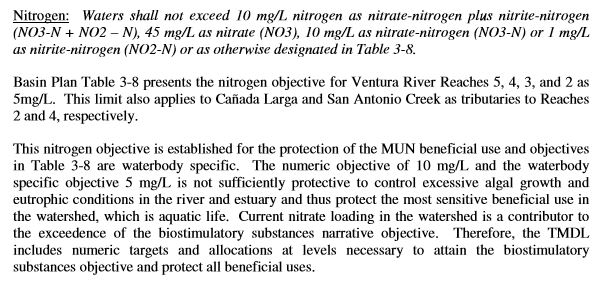 Nitrogen: Waters shall not exceed 10 mg/L nitrogen as nitrate-nitrogen plus nitrite-nitrogen
(NO3-N + NO2 – N), 45 mg/L as nitrate (NO3), 10 mg/L as nitrate-nitrogen (NO3-N) or 1 mg/L
as nitrite-nitrogen (NO2-N) or as otherwise designated in Table 3-8.
Basin Plan Table 3-8 presents the nitrogen objective for Ventura River Reaches 5, 4, 3, and 2 as
5mg/L. This limit also applies to Cañada Larga and San Antonio Creek as tributaries to Reaches
2 and 4, respectively.
This nitrogen objective is established for the protection of the MUN beneficial use and objectives
in Table 3-8 are waterbody specific. The numeric objective of 10 mg/L and the waterbody
specific objective 5 mg/L is not sufficiently protective to control excessive algal growth and
eutrophic conditions in the river and estuary and thus protect the most sensitive beneficial use in
the watershed, which is aquatic life. Current nitrate loading in the watershed is a contributor to
the exceedence of the biostimulatory substances narrative objective. Therefore, the TMDL
includes numeric targets and allocations at levels necessary to attain the biostimulatory
substances objective and protect all beneficial uses.